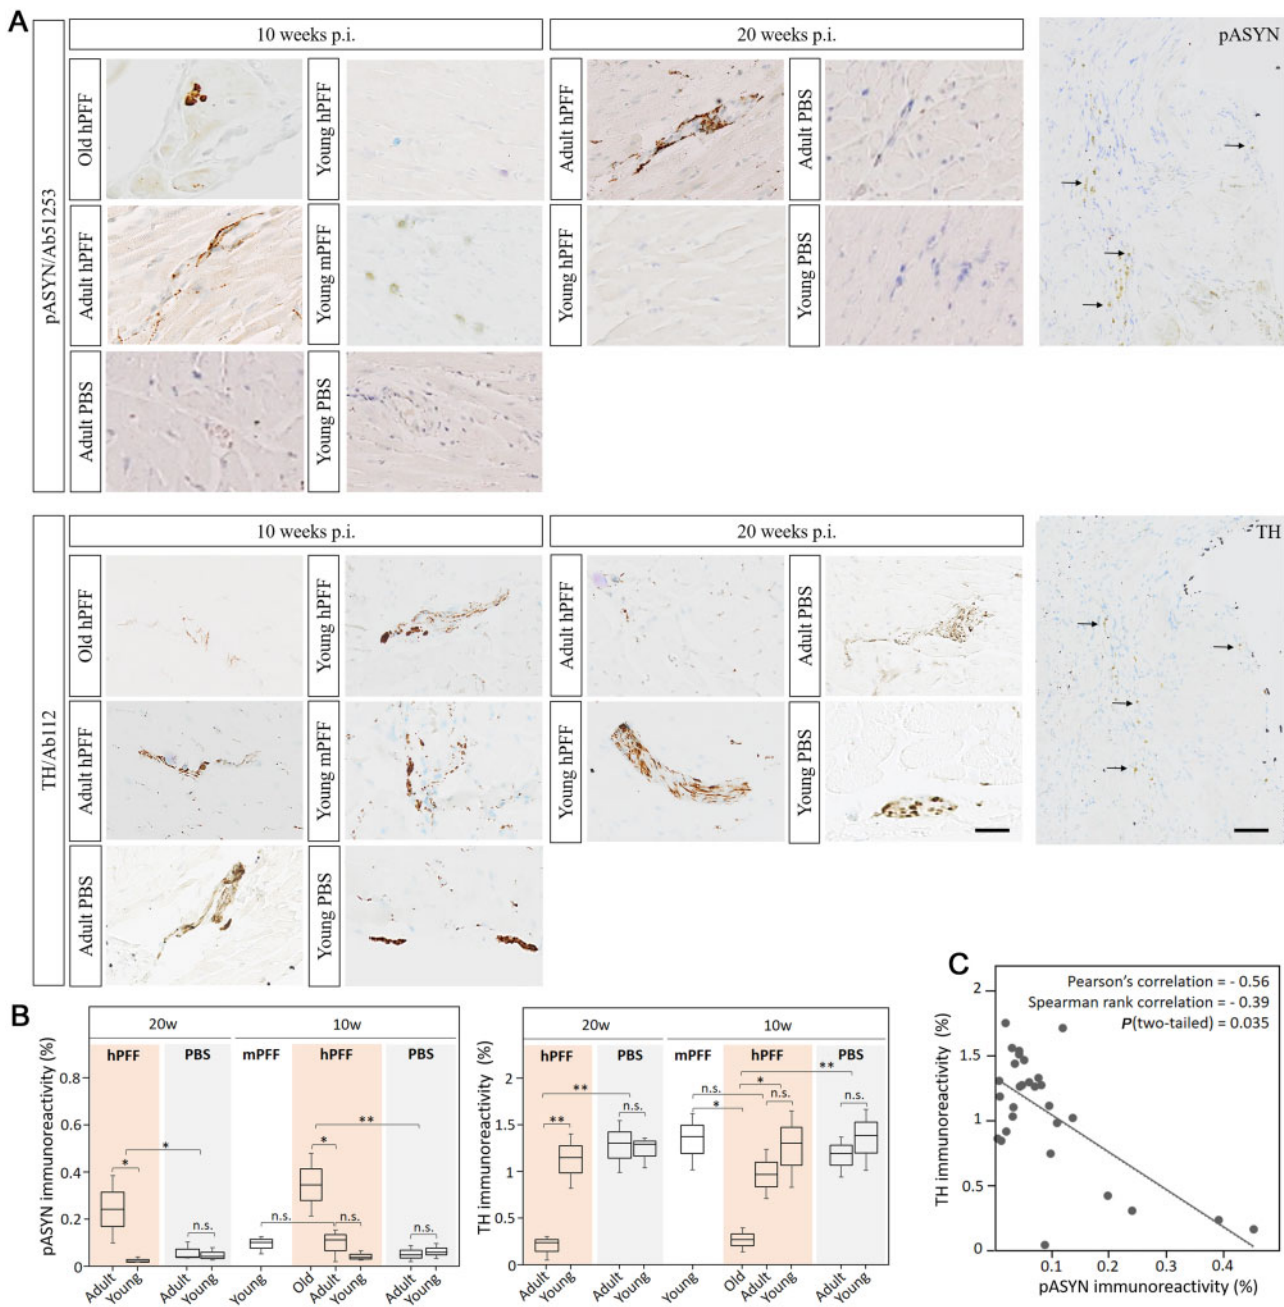 A
10 weeks p.i.
20 weeks p.i.
pASYN
pASYN/Ab51253
Old hPFF
Young hPFF
Adult hPFF
Adult PBS
Adult hPFF
Young mPFF
Young hPFF
Young PBS
Adult PBS
Young PBS
10 weeks p.i.
20 weeks p.i.
TH
TH/Ab112
Old hPFF
Young hPFF
Adult hPFF
Adult PBS
Adult hPFF
Young mPFF
Young hPFF
Young PBS
Adult PBS
Young PBS
B
20w 10w
hPFF PBS mPFF hPFF PBS
pASYN immunoreactivity (%)
0.8
0.6
0.4
0.2
0
* * n.s. n.s. * n.s. ** n.s.
Adult Young Adult Young Young Old Adult Young Adult Young
20w 10w
hPFF PBS mPFF hPFF PBS
TH immunoreactivity (%)
2
1.5
1
0.5
0
** ** n.s. n.s. * * n.s. ** n.s.
Adult Young Adult Young Young Old Adult Young Adult Young
C
Pearson's correlation = - 0.56
Spearman rank correlation = - 0.39
P(two-tailed) = 0.035
TH immunoreactivity (%)
2
1.5
1
0.5
0
0.1 0.2 0.3 0.4
pASYN immunoreactivity (%)